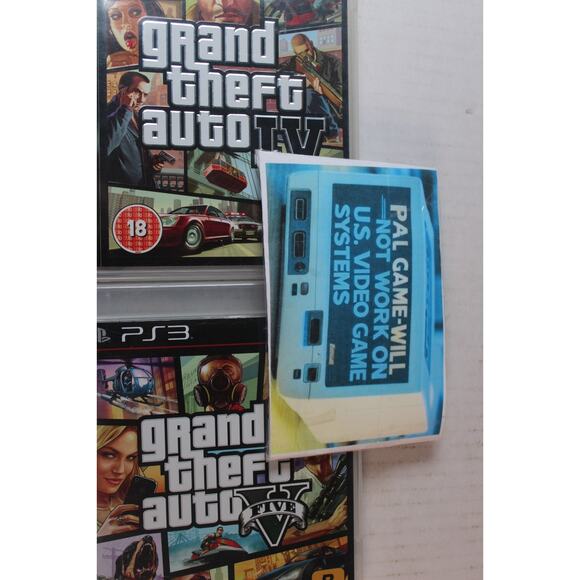 grand
theft
auto IV
18
PAL GAME-WILL
NOT WORK ON
U.S. VIDEO GAME
SYSTEMS
PS3
grand
theft
auto V
FIVE